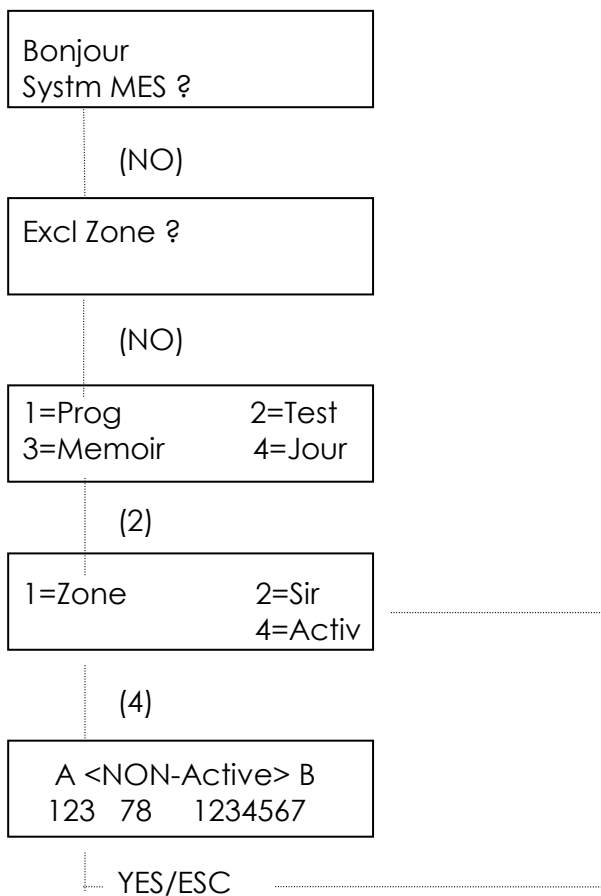 Bonjour
Systm MES ?
(NO)
Excl Zone ?
(NO)
1=Prog 2=Test
3=Memoir 4=Jour
(2)
1=Zone 2=Sir
4=Activ
(4)
A <NON-Active> B
123 78 1234567
YES/ESC